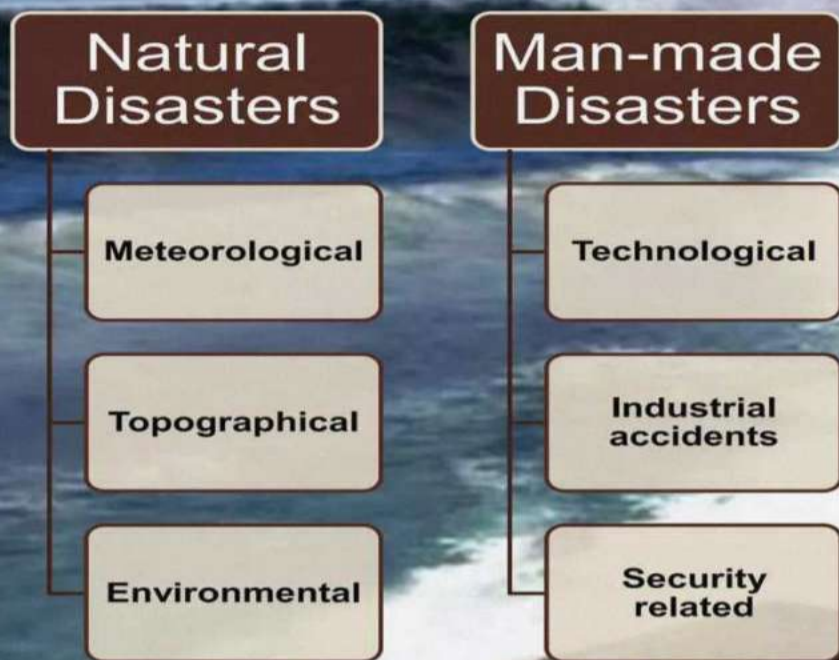 Natural
Disasters
Meteorological
Topographical
Environmental
Man-made
Disasters
Technological
Industrial
accidents
Security
related